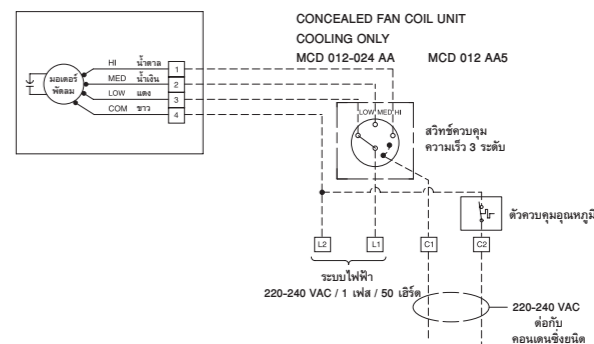 CONCEALED FAN COIL UNIT
COOLING ONLY
MCD 012-024 AA MCD 012 AA5
มอเตอร์
พัดลม
HI น้ำตาล 1
MED น้ำเงิน 2
LOW แดง 3
COM ขาว 4
LOW MED HI
สวิทช์ควบคุม
ความเร็ว 3 ระดับ
ตัวควบคุมอุณหภูมิ
L2 L1 C1 C2
ระบบไฟฟ้า
220-240 VAC / 1 เฟส / 50 เฮิร์ต
220-240 VAC
ต่อกับ
คอนเดนซิ่งยูนิต